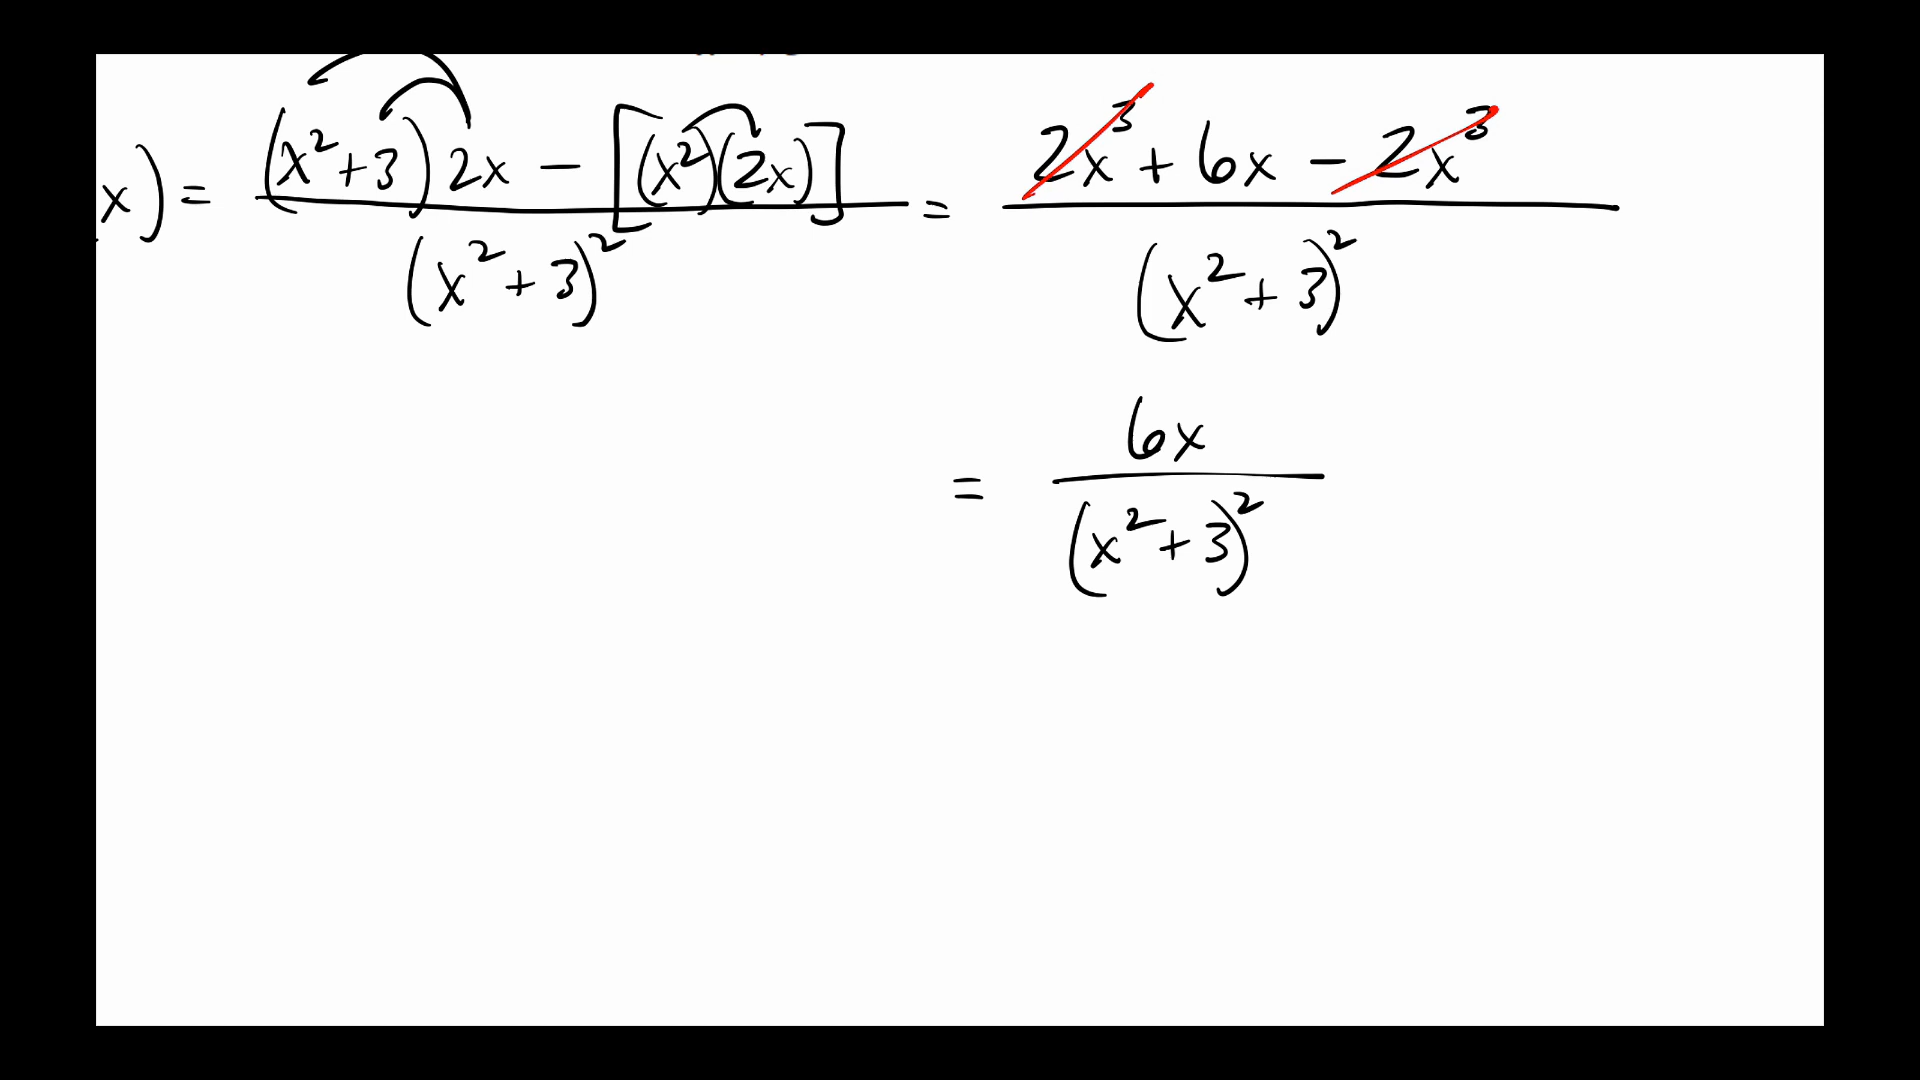 x) = ((x² + 3) 2x - [(x²)(2x)]) / (x² + 3)² = (2x³ + 6x - 2x³) / (x² + 3)²
= 6x / (x² + 3)²